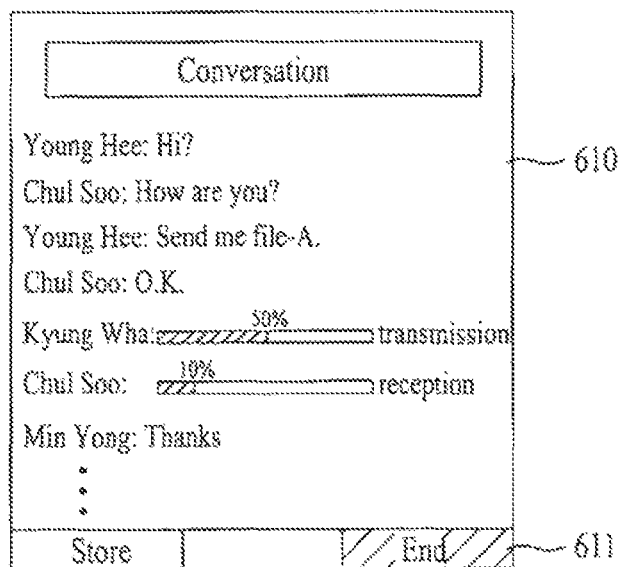 Conversation
Young Hee: Hi?
610
Chul Soo: How are you?
Young Hee: Send me file-A.
Chul Soo: O.K.
50%
Kyung Wha: transmission
10%
Chul Soo: reception
Min Yong: Thanks
Store End 611